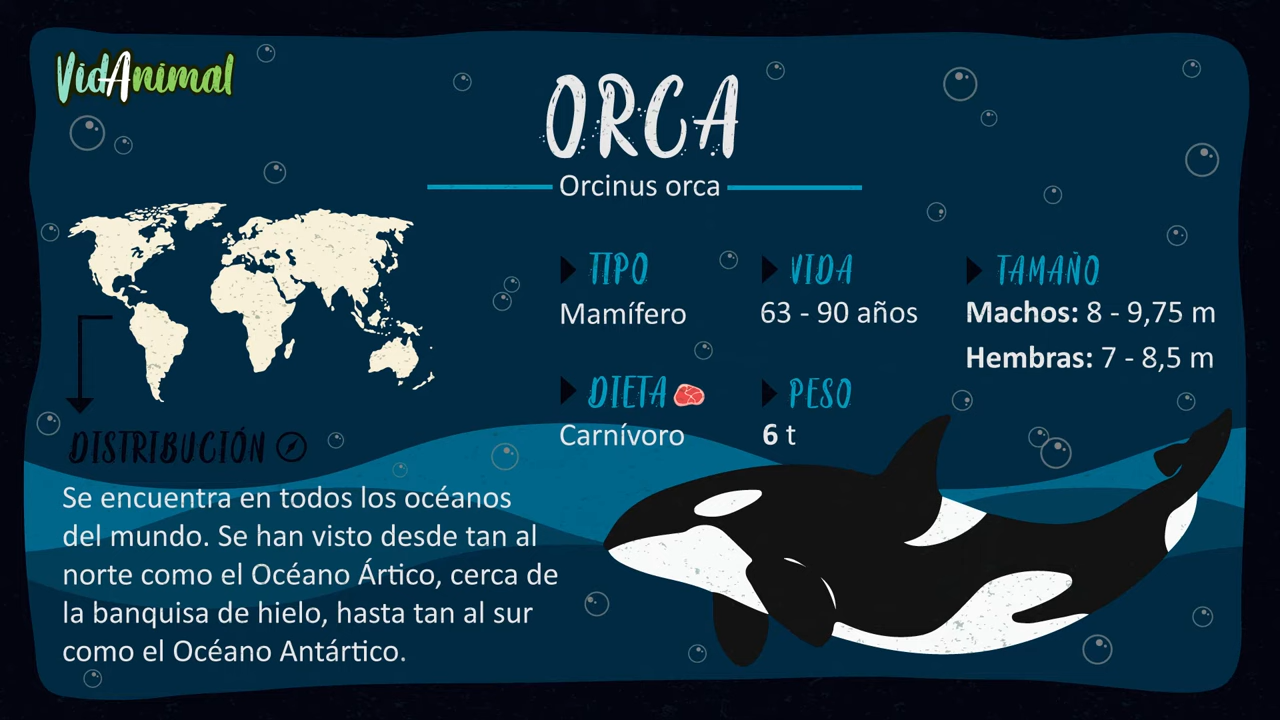 VidAnimal
ORCA
Orcinus orca
TIPO
Mamífero
VIDA
63 - 90 años
TAMAÑO
Machos: 8 - 9,75 m
Hembras: 7 - 8,5 m
DIETA
Carnívoro
PESO
6 t
DISTRIBUCIÓN
Se encuentra en todos los océanos
del mundo. Se han visto desde tan al
norte como el Océano Ártico, cerca de
la banquisa de hielo, hasta tan al sur
como el Océano Antártico.